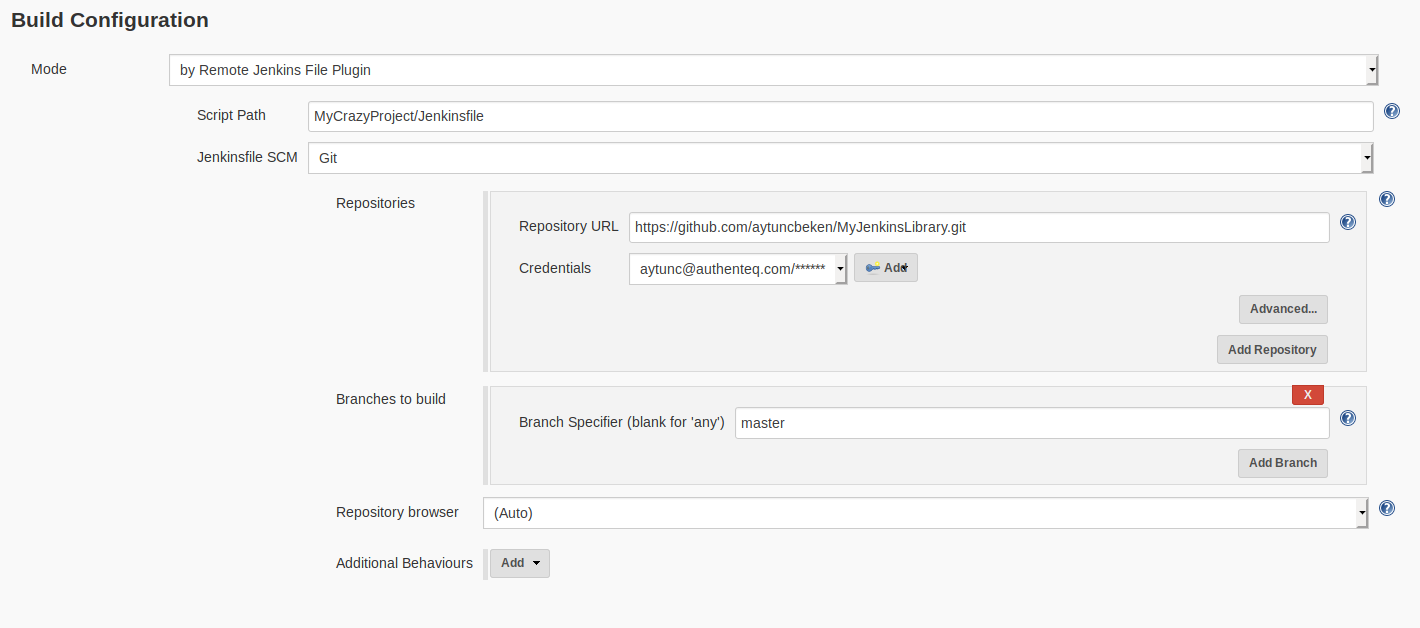 Build Configuration
Mode
by Remote Jenkins File Plugin
Script Path
MyCrazyProject/Jenkinsfile
?
Jenkinsfile SCM
Git
Repositories
?
Repository URL
https://github.com/aytuncbeken/MyJenkinsLibrary.git
?
Credentials
aytunc@authenteq.com/******
Add
Advanced...
Add Repository
Branches to build
X
Branch Specifier (blank for 'any')
master
?
Add Branch
Repository browser
(Auto)
?
Additional Behaviours
Add